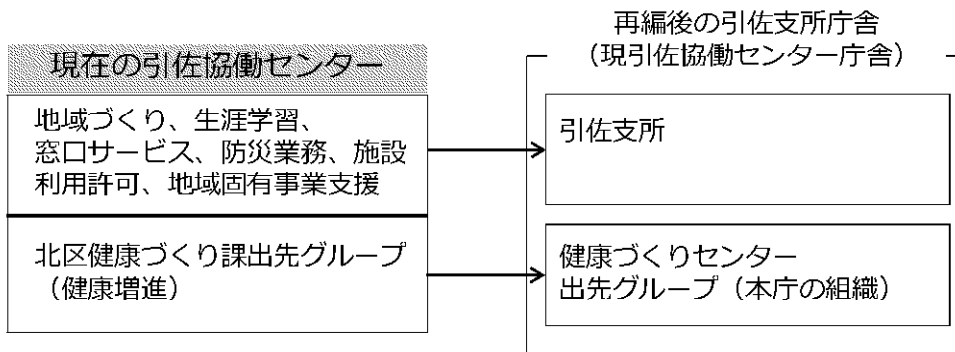 現在の引佐協働センター
地域づくり、生涯学習、
窓口サービス、防災業務、施設
利用許可、地域固有事業支援
北区健康づくり課出先グループ
（健康増進）
再編後の引佐支所庁舎
（現引佐協働センター庁舎）
引佐支所
健康づくりセンター
出先グループ（本庁の組織）